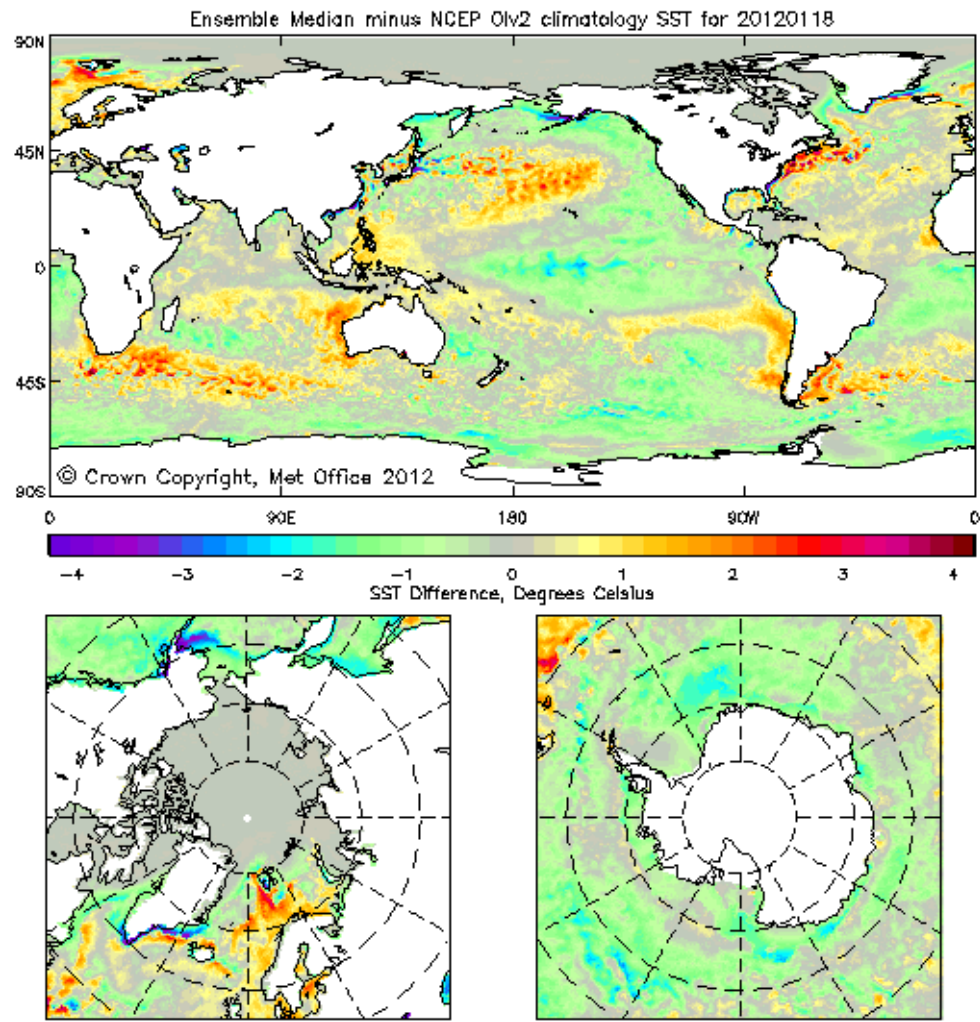 Ensemble Median minus NCEP OIv2 climatology SST for 20120118
90N
45N
0
45S
90S
© Crown Copyright, Met Office 2012
0 90E 180 90W 0
-4 -3 -2 -1 0 1 2 3 4
SST Difference, Degrees Celsius